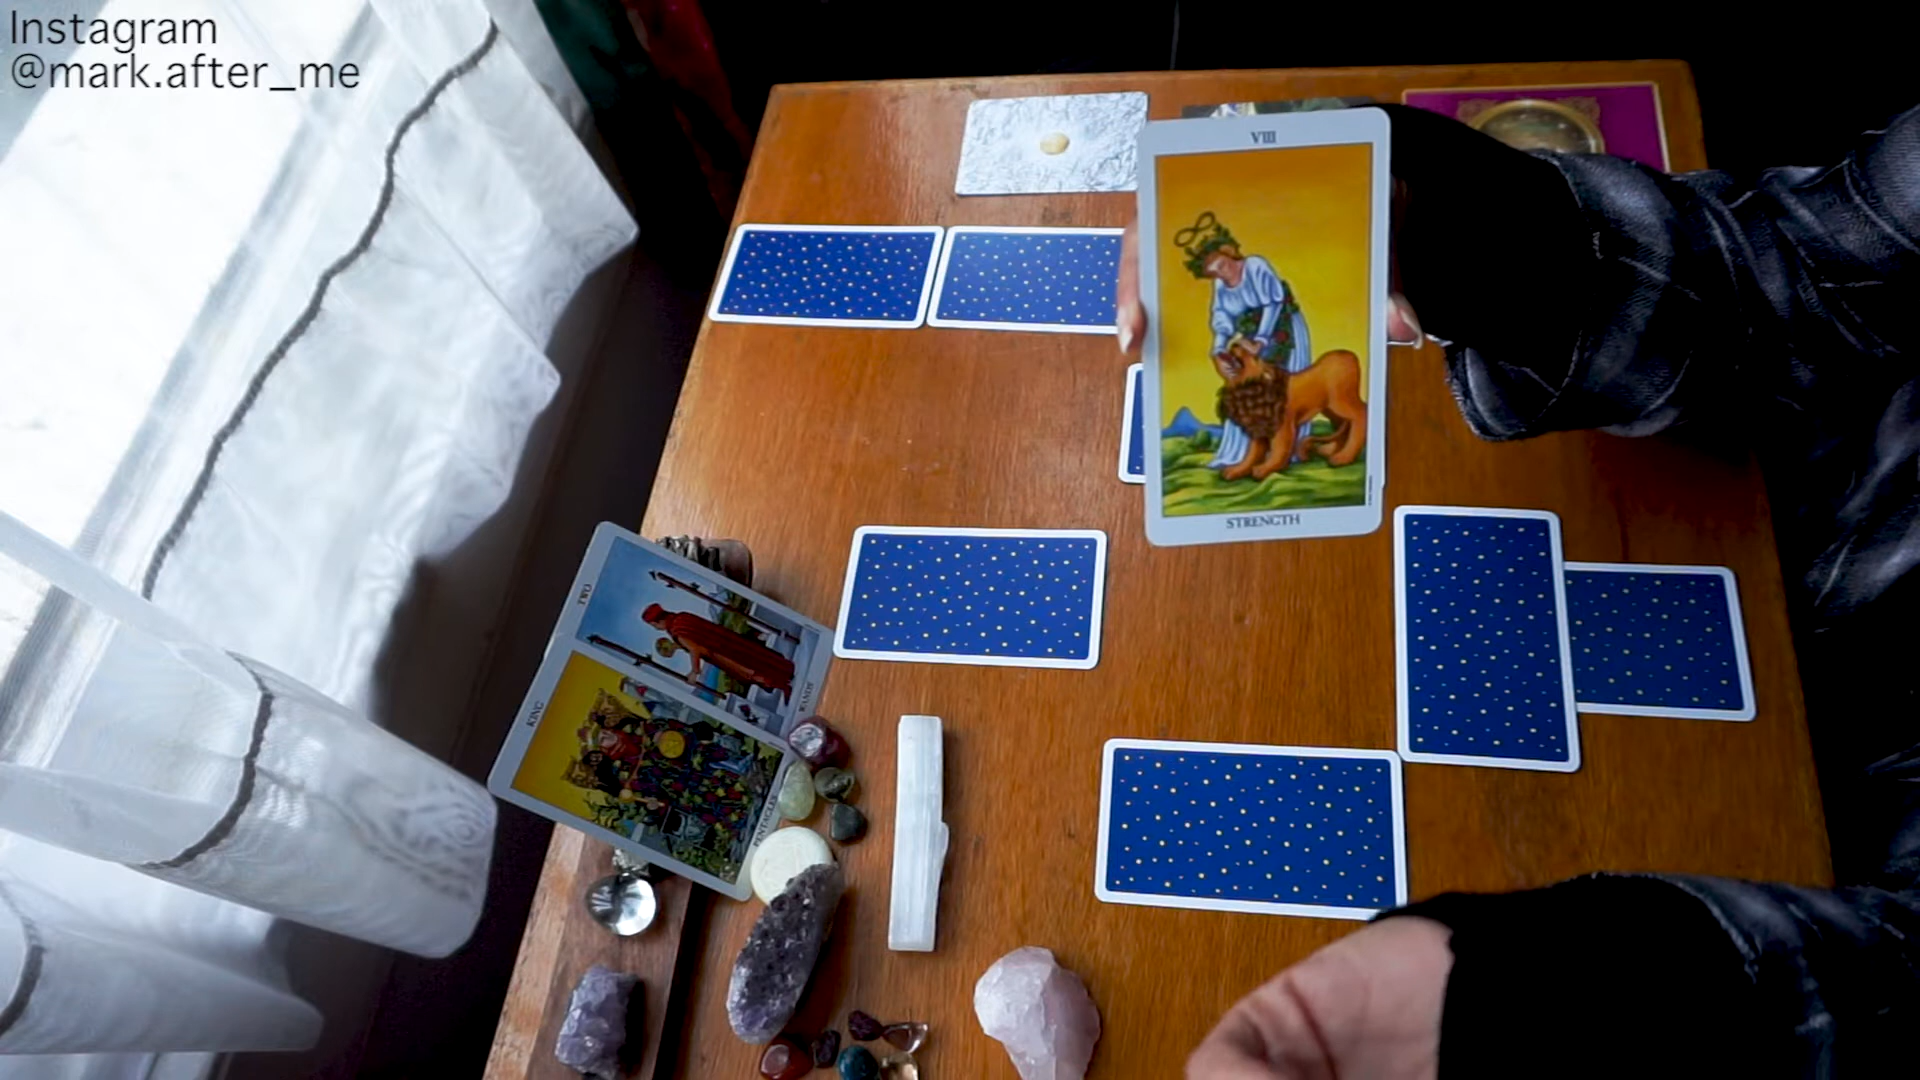 Instagram
@mark.after_me
VIII
STRENGTH
TWO
WANDS
KING
PENTACLES